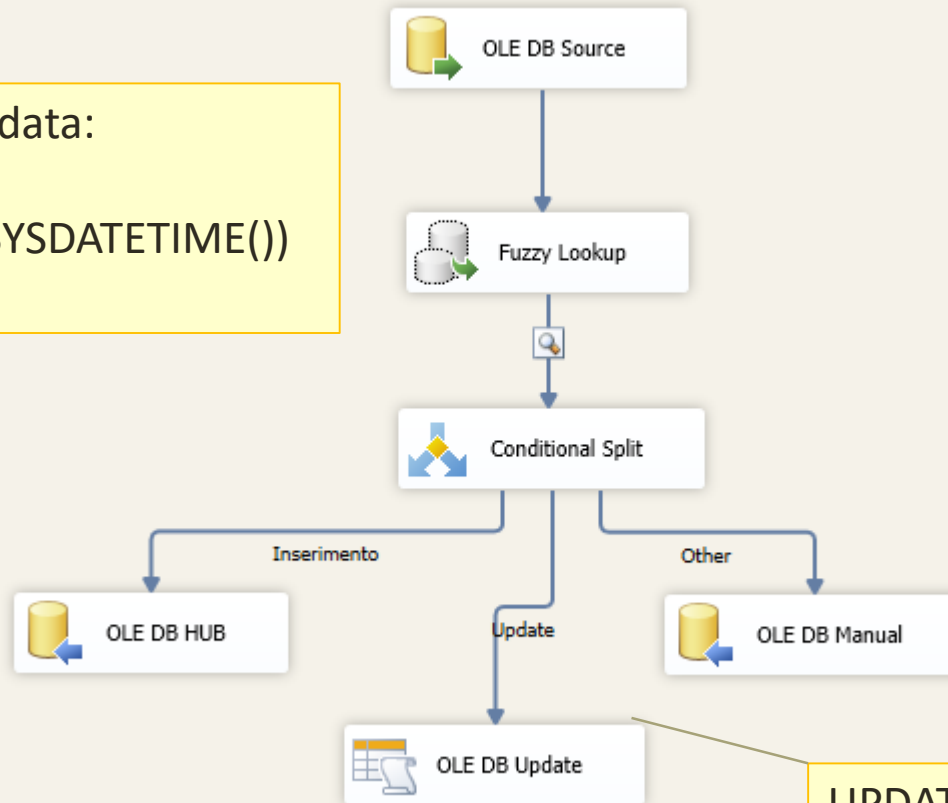 OLE DB Source
data:
YSDATETIME())
Fuzzy Lookup
Conditional Split
Inserimento
Other
OLE DB HUB
Update
OLE DB Manual
OLE DB Update
UPDAT